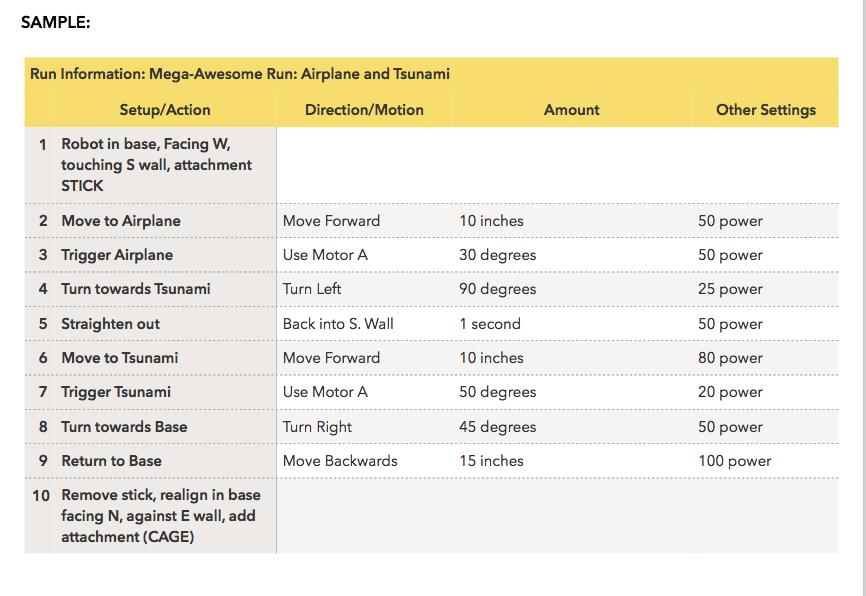 SAMPLE:
Run Information: Mega-Awesome Run: Airplane and Tsunami
Setup/Action Direction/Motion Amount Other Settings
1 Robot in base, Facing W,
touching S wall, attachment
STICK
2 Move to Airplane Move Forward 10 inches 50 power
3 Trigger Airplane Use Motor A 30 degrees 50 power
4 Turn towards Tsunami Turn Left 90 degrees 25 power
5 Straighten out Back into S. Wall 1 second 50 power
6 Move to Tsunami Move Forward 10 inches 80 power
7 Trigger Tsunami Use Motor A 50 degrees 20 power
8 Turn towards Base Turn Right 45 degrees 50 power
9 Return to Base Move Backwards 15 inches 100 power
10 Remove stick, realign in base
facing N, against E wall, add
attachment (CAGE)